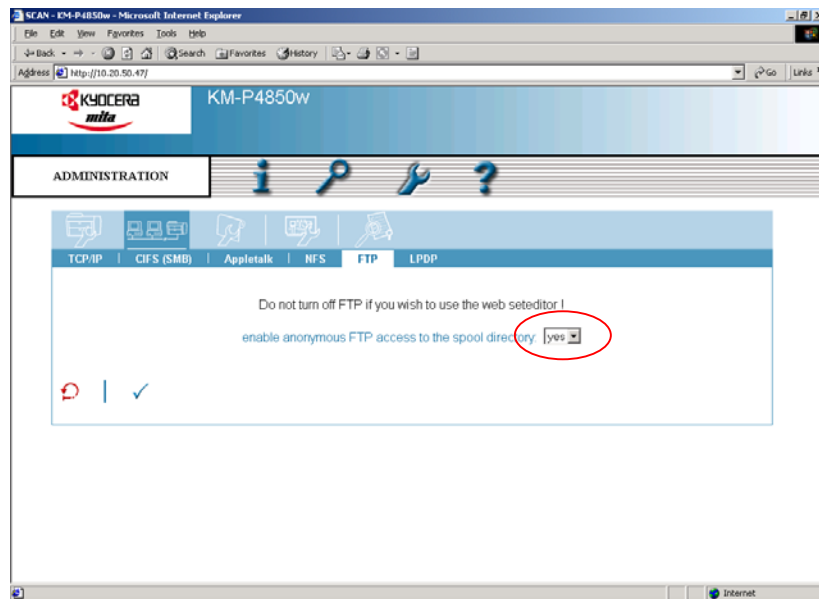 SCAN - KM-P4850w - Microsoft Internet Explorer
File Edit View Favorites Tools Help
Back Search Favorites History
Address http://10.20.50.47/ Go Links
KYOCERA
mita
KM-P4850w
ADMINISTRATION
TCP/IP | CIFS (SMB) | Appletalk | NFS FTP LPDP
Do not turn off FTP if you wish to use the web seteditor !
enable anonymous FTP access to the spool directory: yes
Internet